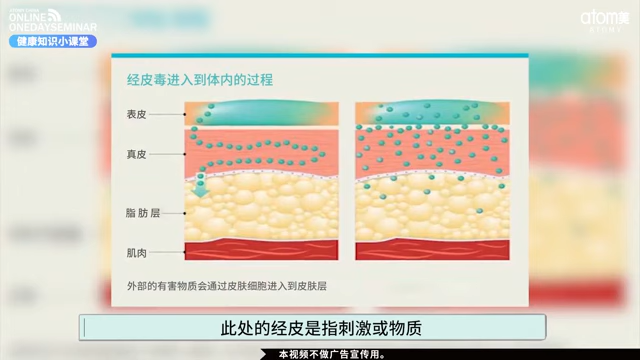 ONLINE
ONEDAYSEMINAR
健康知识小课堂
atom美
经皮毒进入到体内的过程
表皮
真皮
脂肪层
肌肉
外部的有害物质会通过皮肤细胞进入到皮肤层
此处的经皮是指刺激或物质
本视频不做广告宣传用。